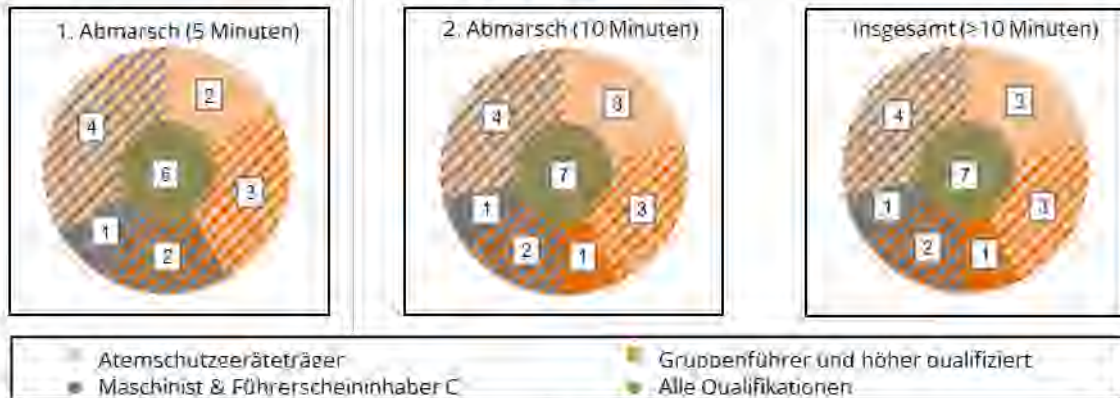 1. Abmarsch (5 Minuten)
2
4
6
3
1
2
2. Abmarsch (10 Minuten)
3
4
7
1
3
2
1
Insgesamt (>10 Minuten)
3
4
7
1
3
2
1
Atemschutzgeräteträger
Gruppenführer und höher qualifiziert
Maschinist & Führerscheininhaber C
Alle Qualifikationen